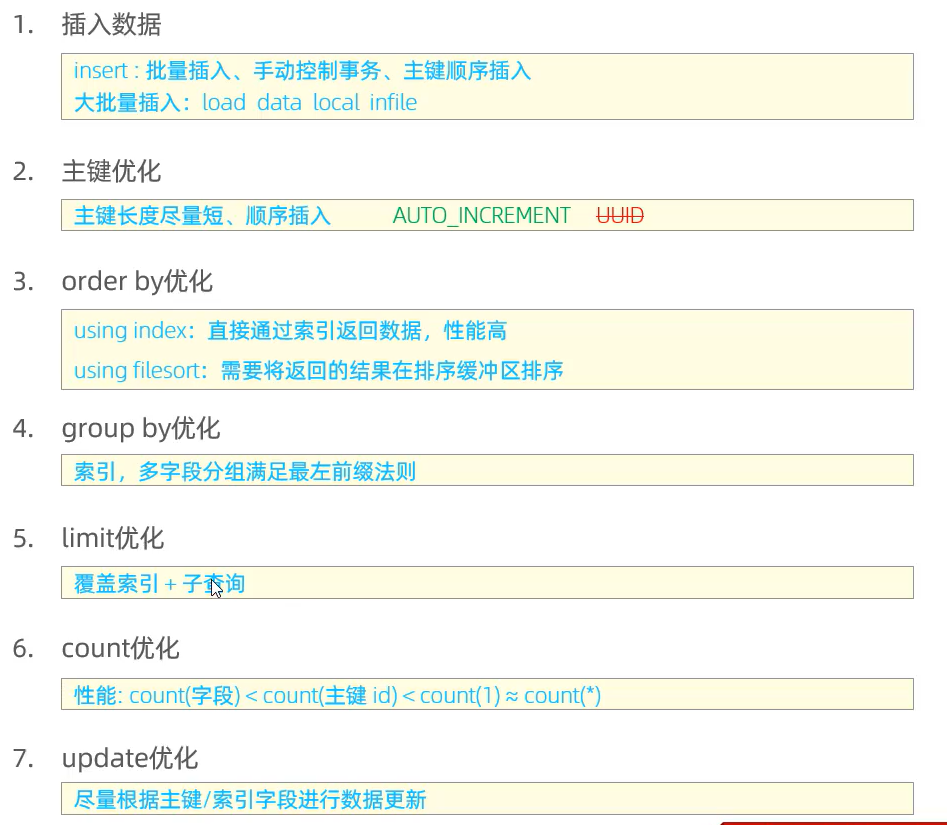 1. 插入数据
insert : 批量插入、手动控制事务、主键顺序插入
大批量插入：load data local infile
2. 主键优化
主键长度尽量短、顺序插入 AUTO_INCREMENT UUID
3. order by优化
using index：直接通过索引返回数据，性能高
using filesort：需要将返回的结果在排序缓冲区排序
4. group by优化
索引，多字段分组满足最左前缀法则
5. limit优化
覆盖索引 + 子查询
6. count优化
性能: count(字段) < count(主键 id) < count(1) ≈ count(*)
7. update优化
尽量根据主键/索引字段进行数据更新